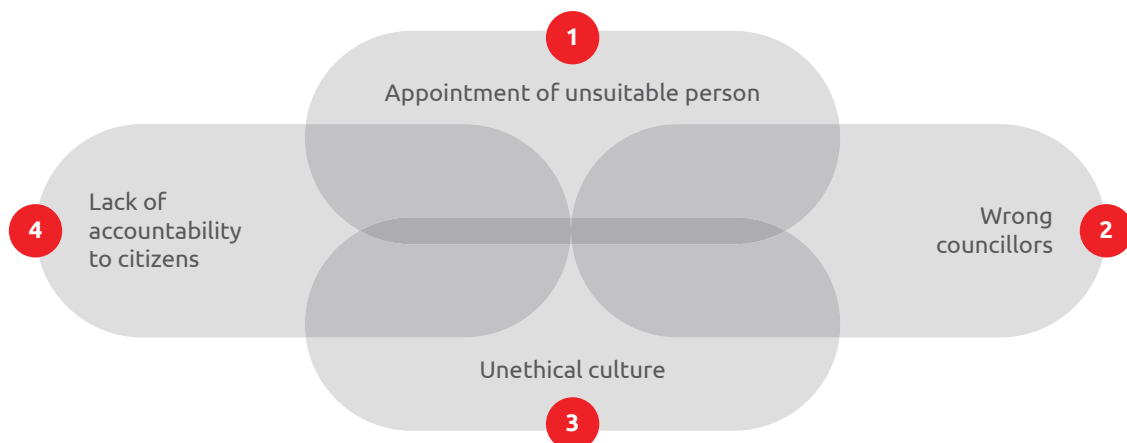 1
Appointment of unsuitable person
Lack of
accountability
to citizens
4
Wrong
councillors
2
Unethical culture
3